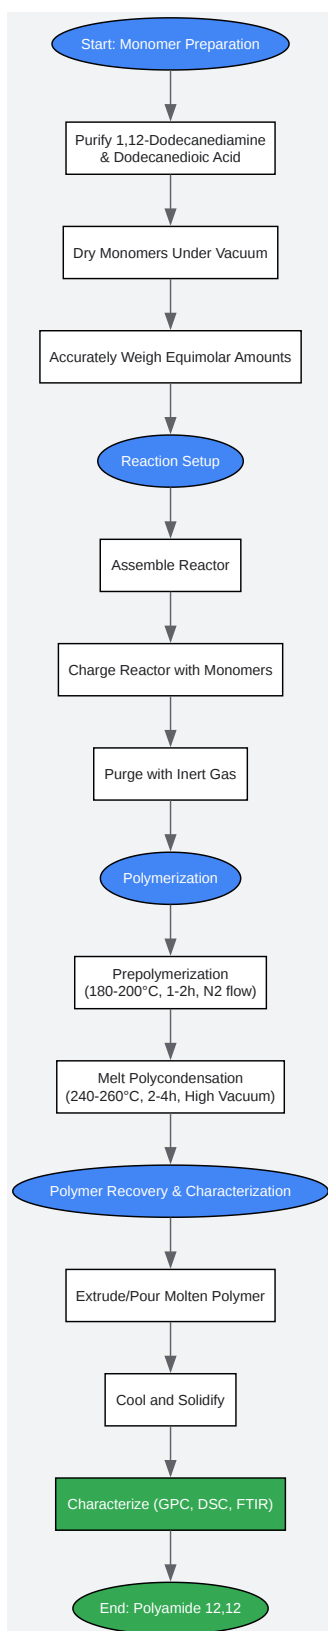 Start: Monomer Preparation
Purify 1,12-Dodecanediamine
& Dodecanedioic Acid
Dry Monomers Under Vacuum
Accurately Weigh Equimolar Amounts
Reaction Setup
Assemble Reactor
Charge Reactor with Monomers
Purge with Inert Gas
Polymerization
Prepolymerization
(180-200°C, 1-2h, N2 flow)
Melt Polycondensation
(240-260°C, 2-4h, High Vacuum)
Polymer Recovery & Characterization
Extrude/Pour Molten Polymer
Cool and Solidify
Characterize (GPC, DSC, FTIR)
End: Polyamide 12,12